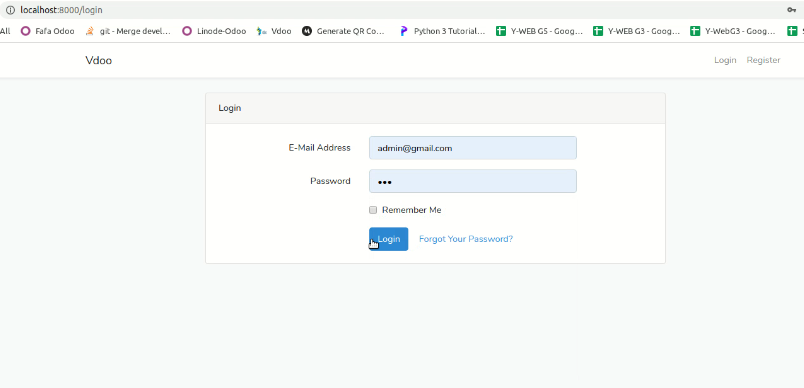 localhost:8000/login
All Fafa Odoo git - Merge devel... Linode-Odoo Vdoo Generate QR Co... Python 3 Tutorial... Y-WEB G5 - Goog... Y-WEB G3 - Goog... Y-WebG3 - Goog...
Vdoo Login Register
Login
E-Mail Address admin@gmail.com
Password
Remember Me
Login Forgot Your Password?